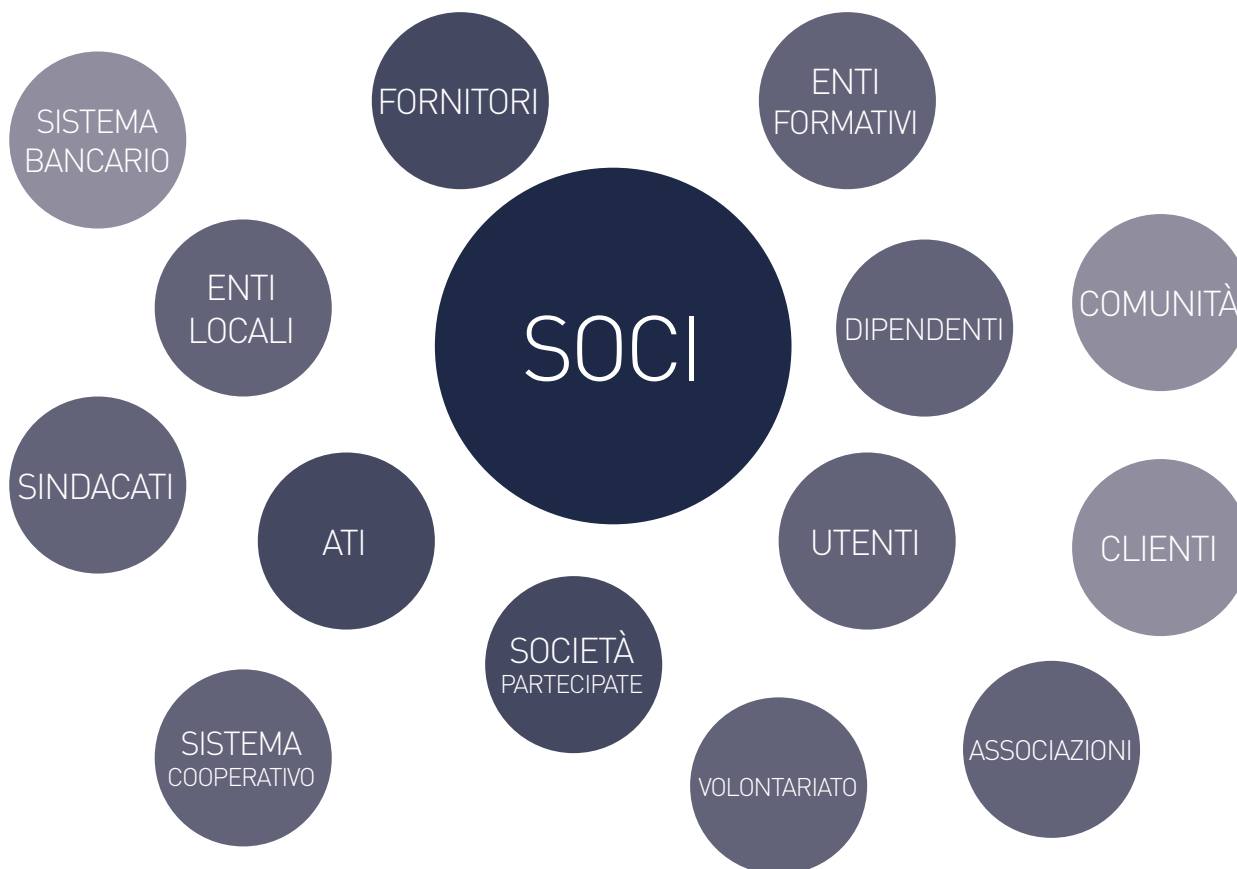 FORNITORI
ENTI
FORMATIVI
SISTEMA
BANCARIO
ENTI
LOCALI
SOCI
DIPENDENTI
COMUNITÀ
SINDACATI
ATI
UTENTI
CLIENTI
SOCIETÀ
PARTECIPATE
SISTEMA
COOPERATIVO
VOLONTARIATO
ASSOCIAZIONI